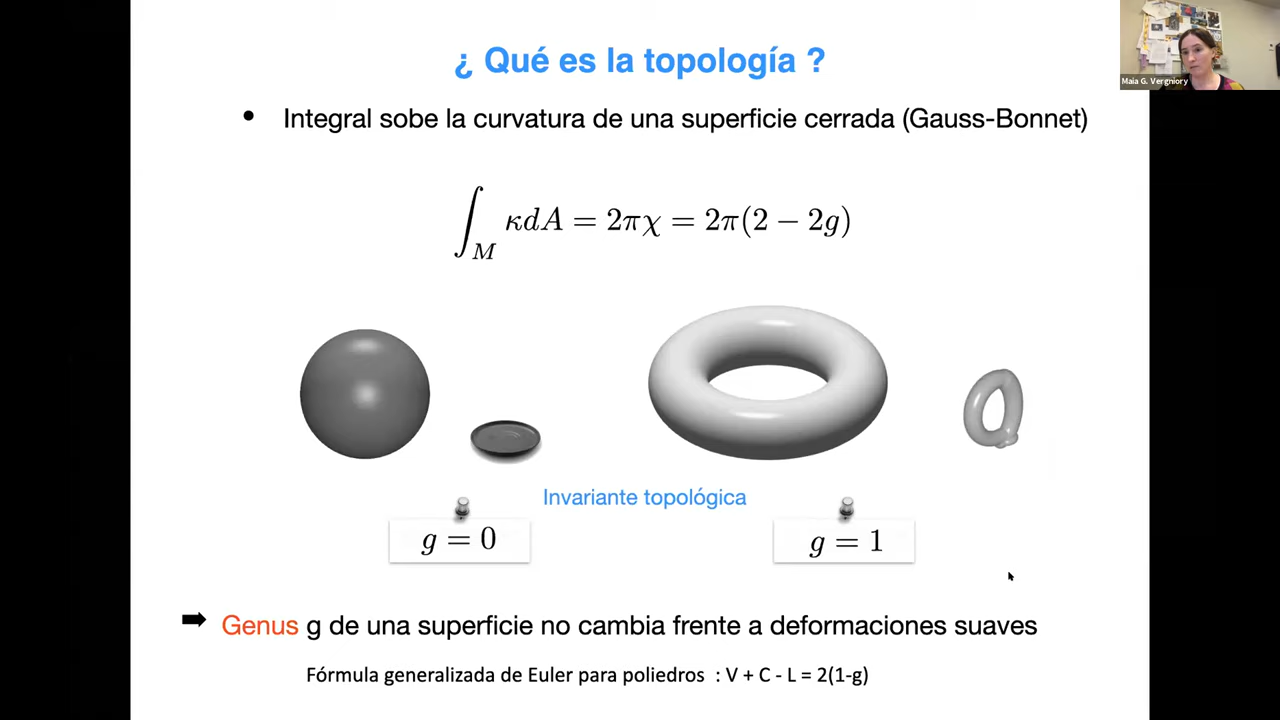 ¿ Qué es la topología ?
Maia G. Vergniory
• Integral sobe la curvatura de una superficie cerrada (Gauss-Bonnet)
∫_M κdA = 2πχ = 2π(2 − 2g)
Invariante topológica
g = 0
g = 1
➡ Genus g de una superficie no cambia frente a deformaciones suaves
Fórmula generalizada de Euler para poliedros : V + C - L = 2(1-g)